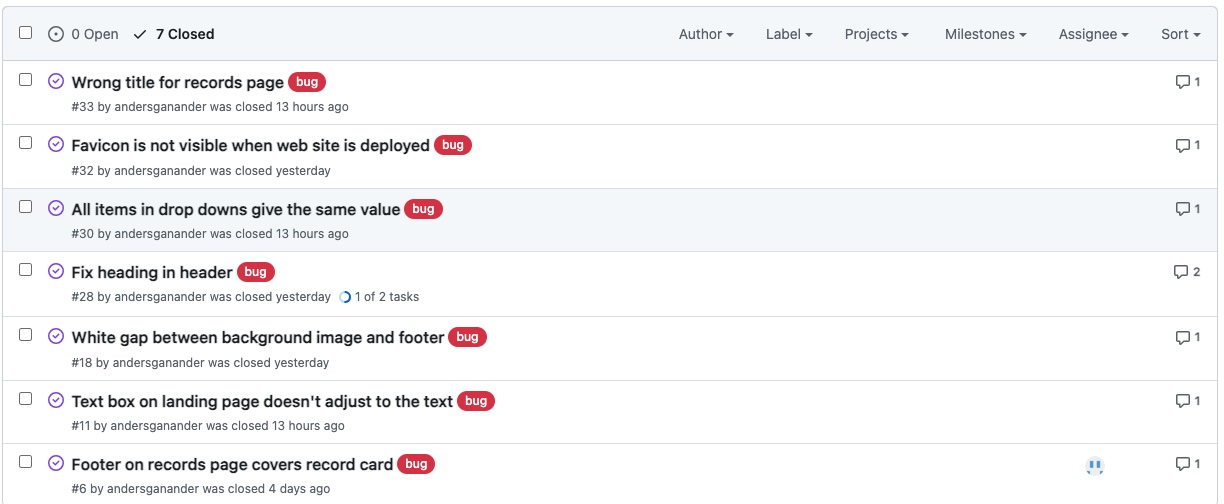 0 Open 7 Closed Author Label Projects Milestones Assignee Sort
Wrong title for records page bug 1
#33 by andersganander was closed 13 hours ago
Favicon is not visible when web site is deployed bug 1
#32 by andersganander was closed yesterday
All items in drop downs give the same value bug 1
#30 by andersganander was closed 13 hours ago
Fix heading in header bug 2
#28 by andersganander was closed yesterday 1 of 2 tasks
White gap between background image and footer bug 1
#18 by andersganander was closed yesterday
Text box on landing page doesn't adjust to the text bug 1
#11 by andersganander was closed 13 hours ago
Footer on records page covers record card bug 1
#6 by andersganander was closed 4 days ago